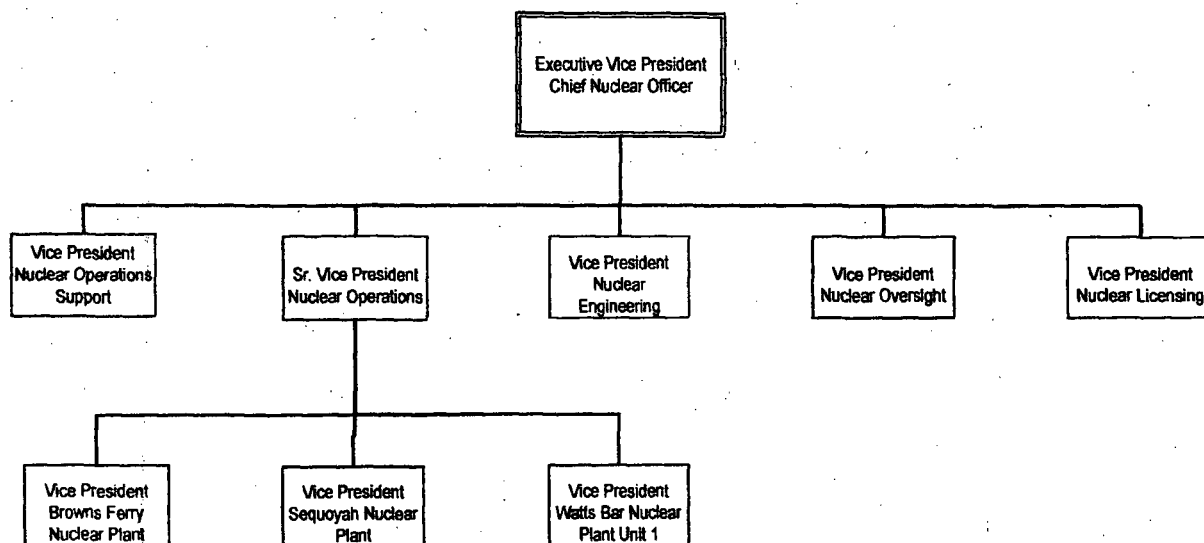 Executive Vice President
Chief Nuclear Officer
Vice President
Nuclear Operations
Support
Sr. Vice President
Nuclear Operations
Vice President
Nuclear
Engineering
Vice President
Nuclear Oversight
Vice President
Nuclear Licensing
Vice President
Browns Ferry
Nuclear Plant
Vice President
Sequoyah Nuclear
Plant
Vice President
Watts Bar Nuclear
Plant Unit 1